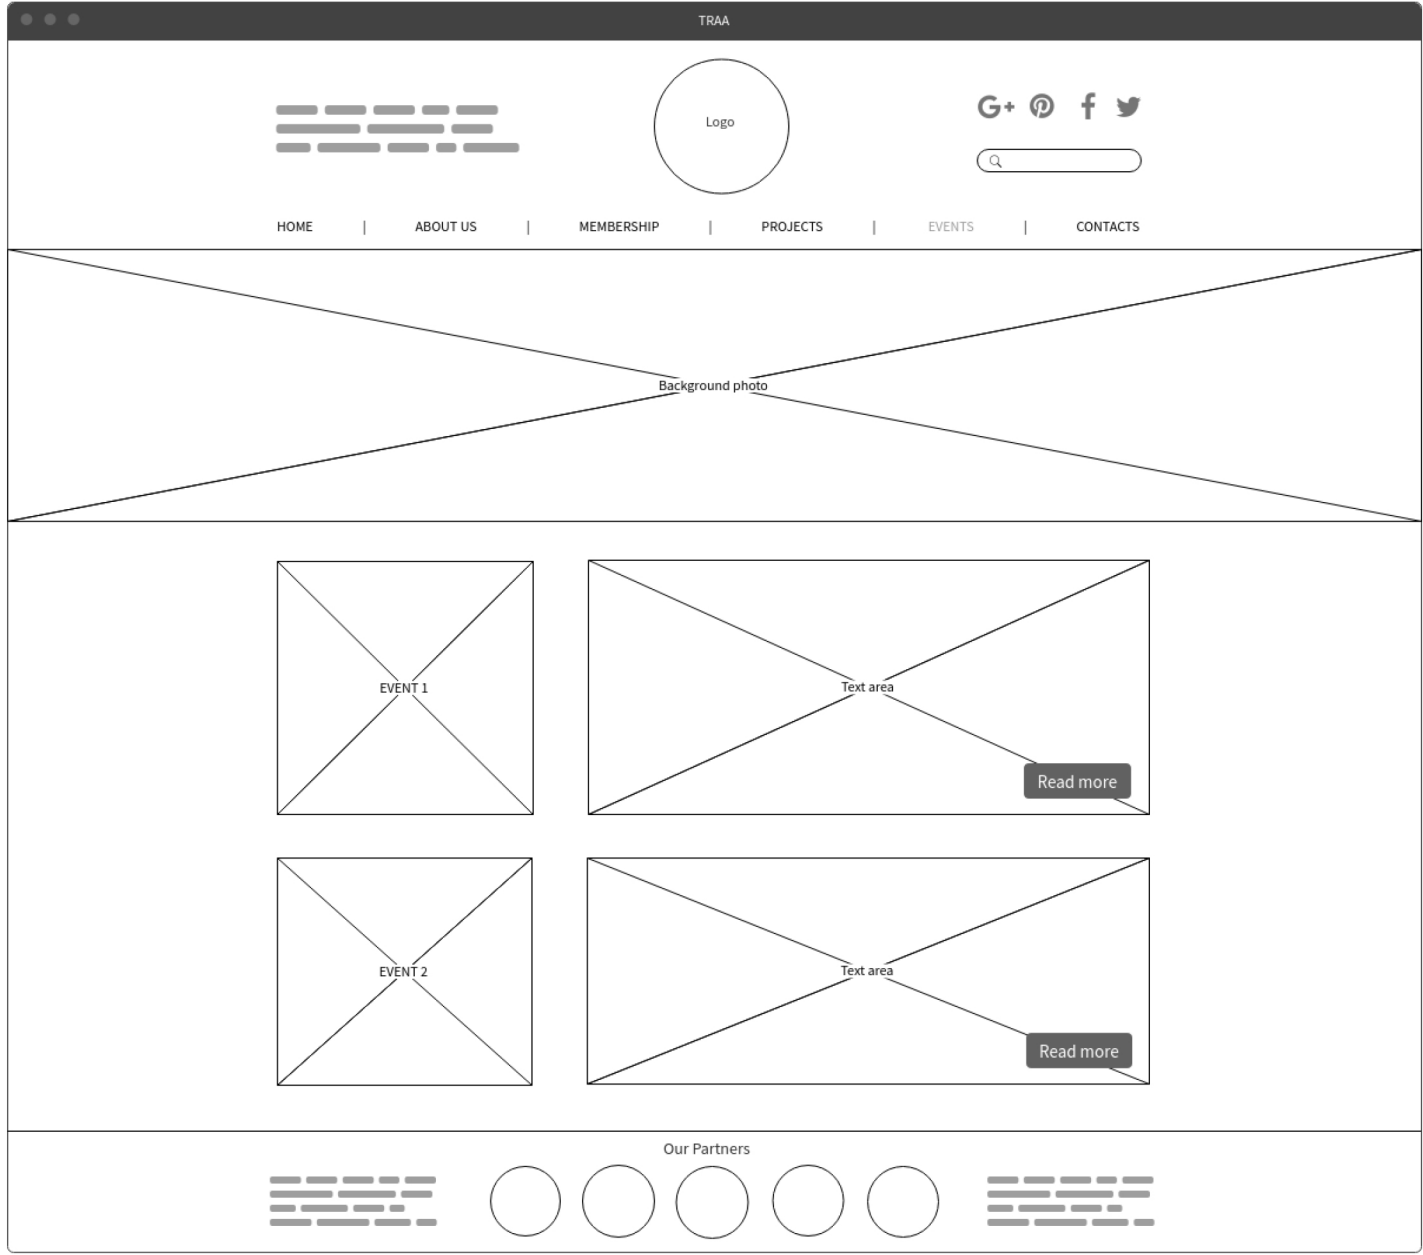 TRAA
Logo
G+
HOME | ABOUT US | MEMBERSHIP | PROJECTS | EVENTS | CONTACTS
Background photo
EVENT 1
Text area
Read more
EVENT 2
Text area
Read more
Our Partners